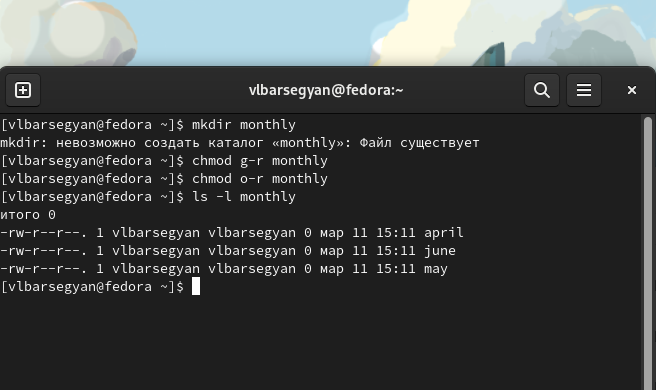 vlbarsegyan@fedora:~
[vlbarsegyan@fedora ~]$ mkdir monthly
mkdir: невозможно создать каталог «monthly»: Файл существует
[vlbarsegyan@fedora ~]$ chmod g-r monthly
[vlbarsegyan@fedora ~]$ chmod o-r monthly
[vlbarsegyan@fedora ~]$ ls -l monthly
итого 0
-rw-r--r--. 1 vlbarsegyan vlbarsegyan 0 мар 11 15:11 april
-rw-r--r--. 1 vlbarsegyan vlbarsegyan 0 мар 11 15:11 june
-rw-r--r--. 1 vlbarsegyan vlbarsegyan 0 мар 11 15:11 may
[vlbarsegyan@fedora ~]$